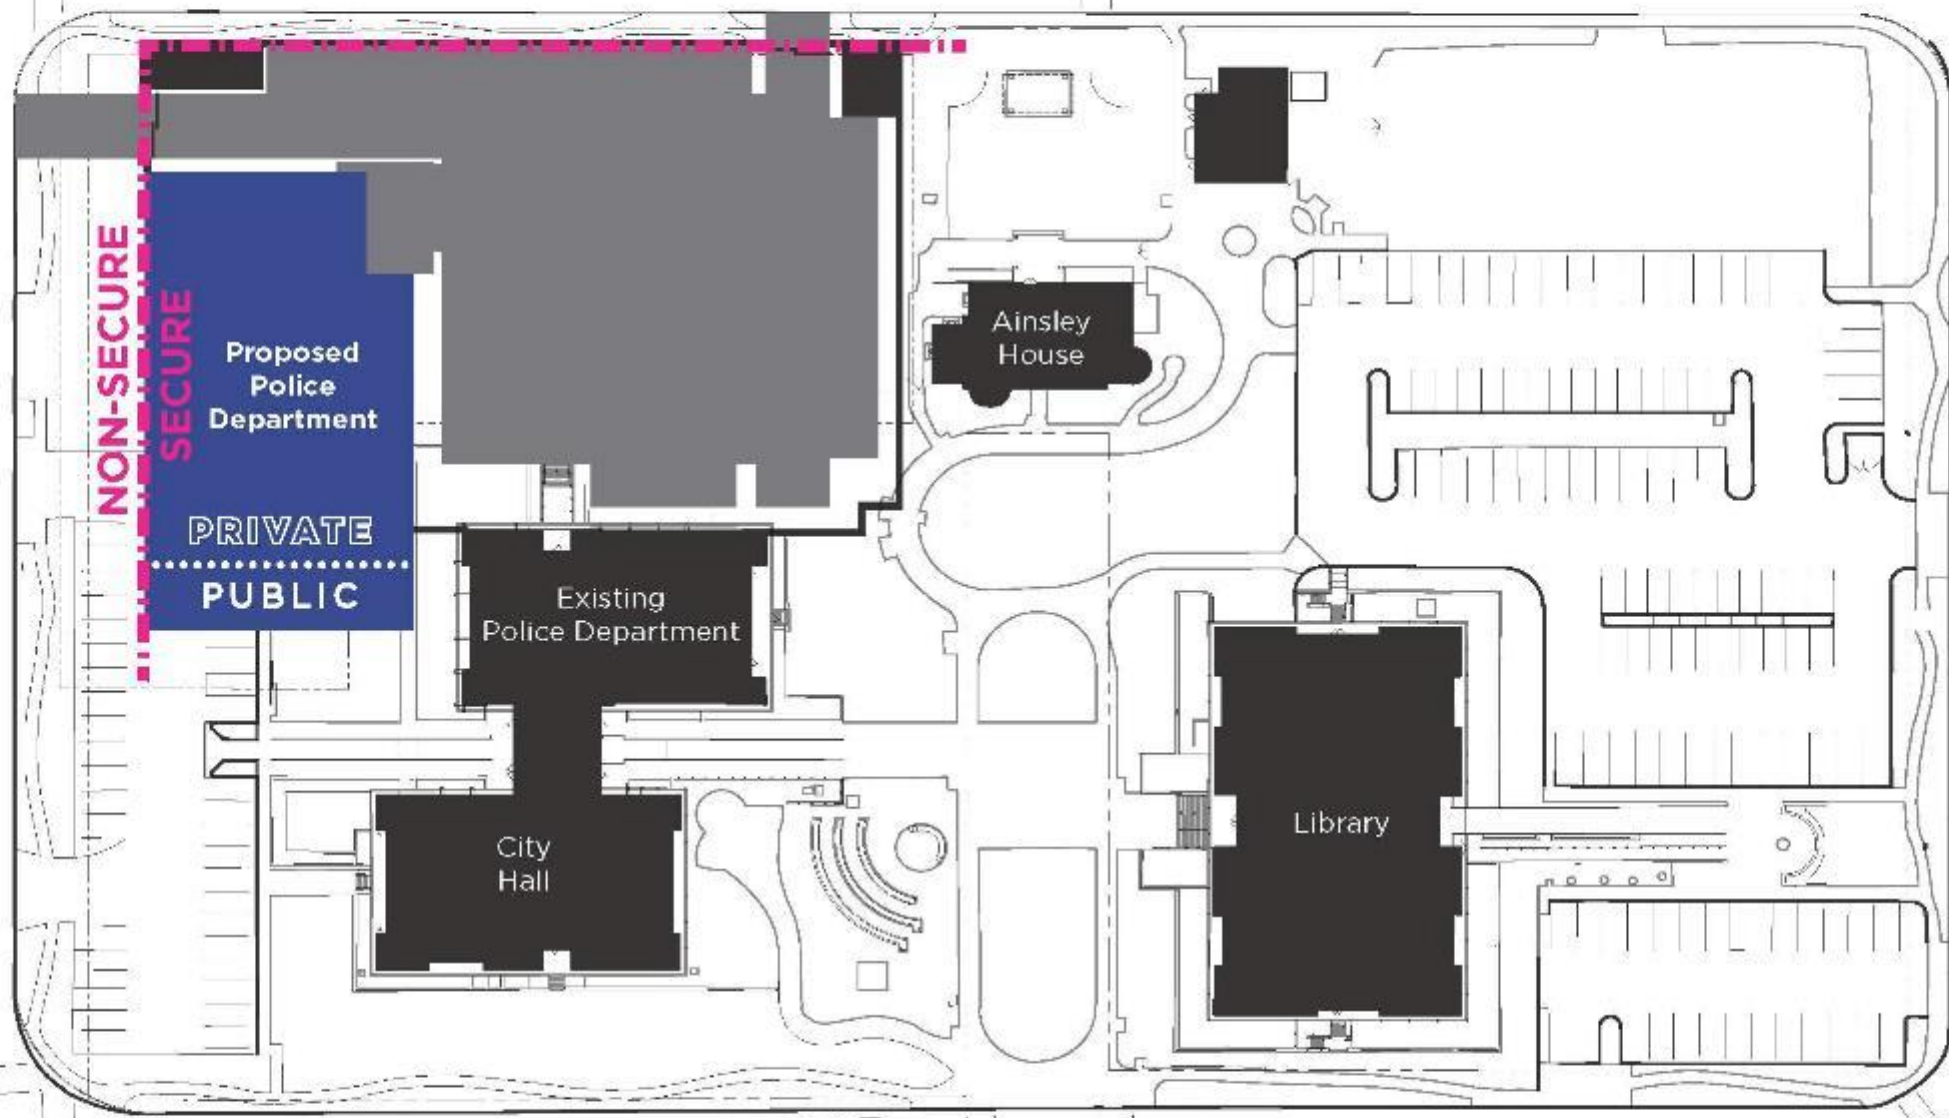 NON-SECURE
SECURE
Proposed
Police
Department
PRIVATE
PUBLIC
Ainsley
House
Existing
Police Department
City
Hall
Library